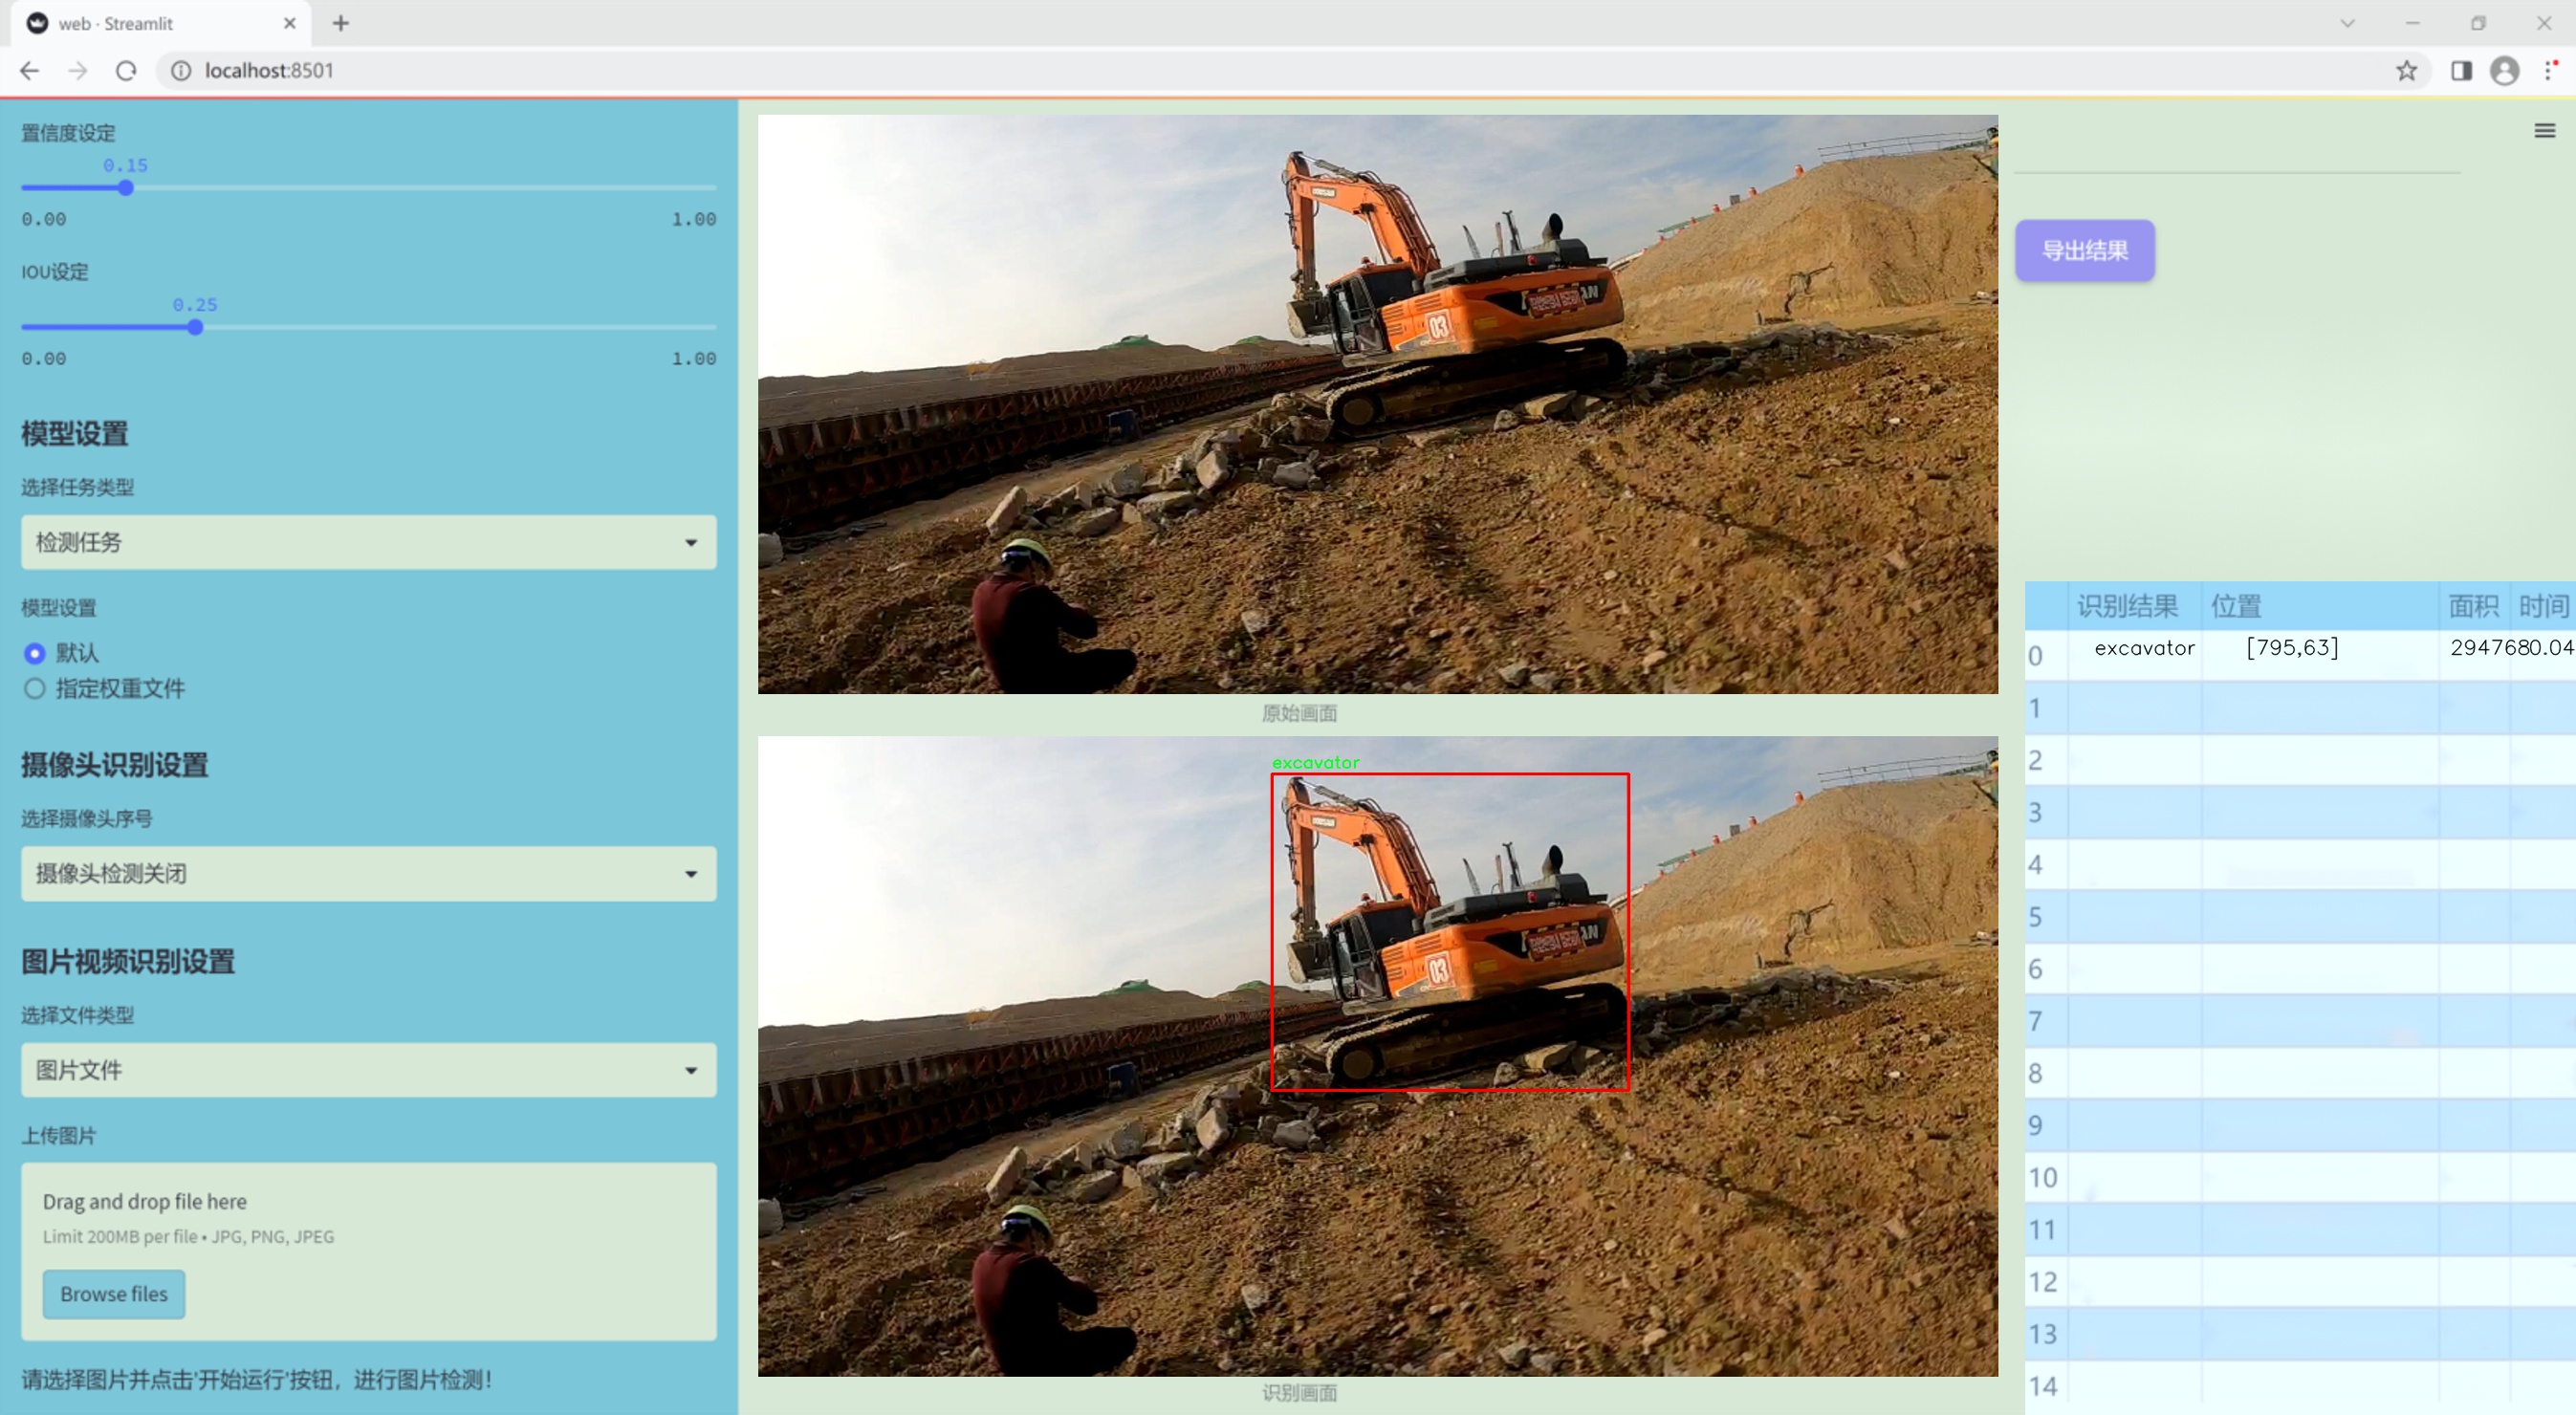 web · Streamlit
localhost:8501
置信度设定
0.15
0.00 1.00
IOU设定
0.25
0.00 1.00
模型设置
选择任务类型
检测任务
模型设置
默认
指定权重文件
摄像头识别设置
选择摄像头序号
摄像头检测关闭
图片视频识别设置
选择文件类型
图片文件
上传图片
Drag and drop file here
Limit 200MB per file • JPG, PNG, JPEG
Browse files
请选择图片并点击'开始运行'按钮，进行图片检测！
DOOSAN
03
原始画面
excavator
DOOSAN
03
识别画面
导出结果
识别结果 位置 面积 时间
0 excavator [795,63] 2947680.04
1
2
3
4
5
6
7
8
9
10
11
12
13
14